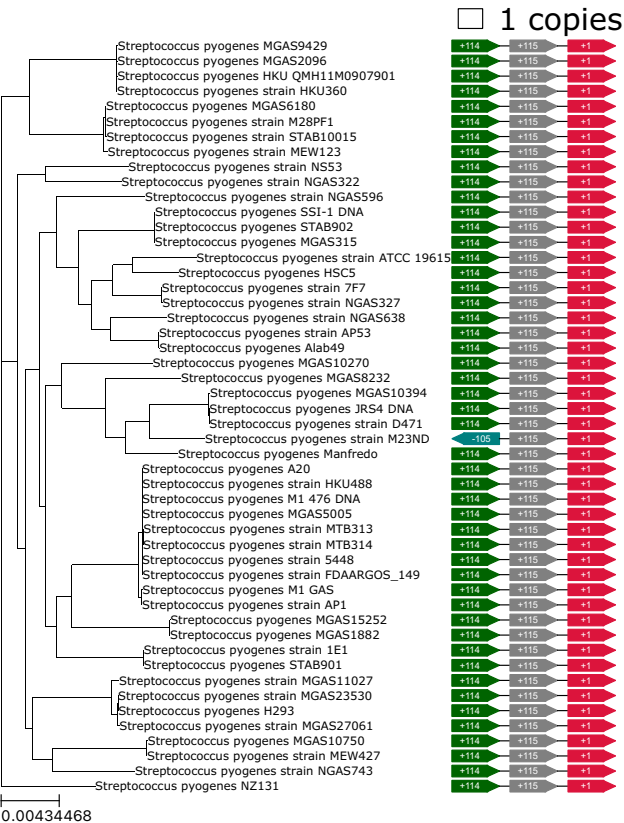 1 copies
Streptococcus pyogenes MGAS9429 +114 +115 +1
Streptococcus pyogenes MGAS2096 +114 +115 +1
Streptococcus pyogenes HKU QMH11M0907901 +114 +115 +1
Streptococcus pyogenes strain HKU360 +114 +115 +1
Streptococcus pyogenes MGAS6180 +114 +115 +1
Streptococcus pyogenes strain M28PF1 +114 +115 +1
Streptococcus pyogenes strain STAB10015 +114 +115 +1
Streptococcus pyogenes strain MEW123 +114 +115 +1
Streptococcus pyogenes strain NS53 +114 +115 +1
Streptococcus pyogenes strain NGAS322 +114 +115 +1
Streptococcus pyogenes strain NGAS596 +114 +115 +1
Streptococcus pyogenes SSI-1 DNA +114 +115 +1
Streptococcus pyogenes STAB902 +114 +115 +1
Streptococcus pyogenes MGAS315 +114 +115 +1
Streptococcus pyogenes strain ATCC 19615 +114 +115 +1
Streptococcus pyogenes HSC5 +114 +115 +1
Streptococcus pyogenes strain 7F7 +114 +115 +1
Streptococcus pyogenes strain NGAS327 +114 +115 +1
Streptococcus pyogenes strain NGAS638 +114 +115 +1
Streptococcus pyogenes strain AP53 +114 +115 +1
Streptococcus pyogenes Alab49 +114 +115 +1
Streptococcus pyogenes MGAS10270 +114 +115 +1
Streptococcus pyogenes MGAS8232 +114 +115 +1
Streptococcus pyogenes MGAS10394 +114 +115 +1
Streptococcus pyogenes JRS4 DNA +114 +115 +1
Streptococcus pyogenes strain D471 +114 +115 +1
Streptococcus pyogenes strain M23ND -105 +115 +1
Streptococcus pyogenes Manfredo +114 +115 +1
Streptococcus pyogenes A20 +114 +115 +1
Streptococcus pyogenes strain HKU488 +114 +115 +1
Streptococcus pyogenes M1 476 DNA +114 +115 +1
Streptococcus pyogenes MGAS5005 +114 +115 +1
Streptococcus pyogenes strain MTB313 +114 +115 +1
Streptococcus pyogenes strain MTB314 +114 +115 +1
Streptococcus pyogenes strain 5448 +114 +115 +1
Streptococcus pyogenes strain FDAARGOS_149 +114 +115 +1
Streptococcus pyogenes M1 GAS +114 +115 +1
Streptococcus pyogenes strain AP1 +114 +115 +1
Streptococcus pyogenes MGAS15252 +114 +115 +1
Streptococcus pyogenes MGAS1882 +114 +115 +1
Streptococcus pyogenes strain 1E1 +114 +115 +1
Streptococcus pyogenes STAB901 +114 +115 +1
Streptococcus pyogenes strain MGAS11027 +114 +115 +1
Streptococcus pyogenes strain MGAS23530 +114 +115 +1
Streptococcus pyogenes H293 +114 +115 +1
Streptococcus pyogenes strain MGAS27061 +114 +115 +1
Streptococcus pyogenes MGAS10750 +114 +115 +1
Streptococcus pyogenes strain MEW427 +114 +115 +1
Streptococcus pyogenes strain NGAS743 +114 +115 +1
Streptococcus pyogenes NZ131 +114 +115 +1
0.00434468